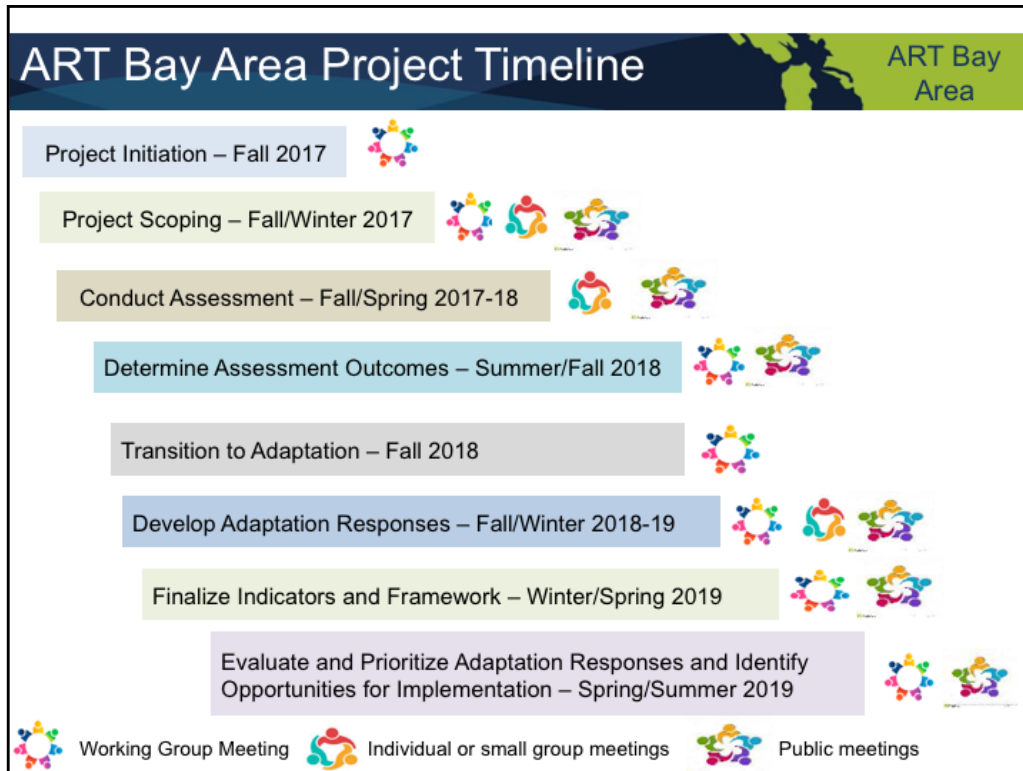 ART Bay Area Project Timeline
ART Bay
Area
Project Initiation – Fall 2017
Project Scoping – Fall/Winter 2017
Conduct Assessment – Fall/Spring 2017-18
Determine Assessment Outcomes – Summer/Fall 2018
Transition to Adaptation – Fall 2018
Develop Adaptation Responses – Fall/Winter 2018-19
Finalize Indicators and Framework – Winter/Spring 2019
Evaluate and Prioritize Adaptation Responses and Identify
Opportunities for Implementation – Spring/Summer 2019
Working Group Meeting
Individual or small group meetings
Public meetings